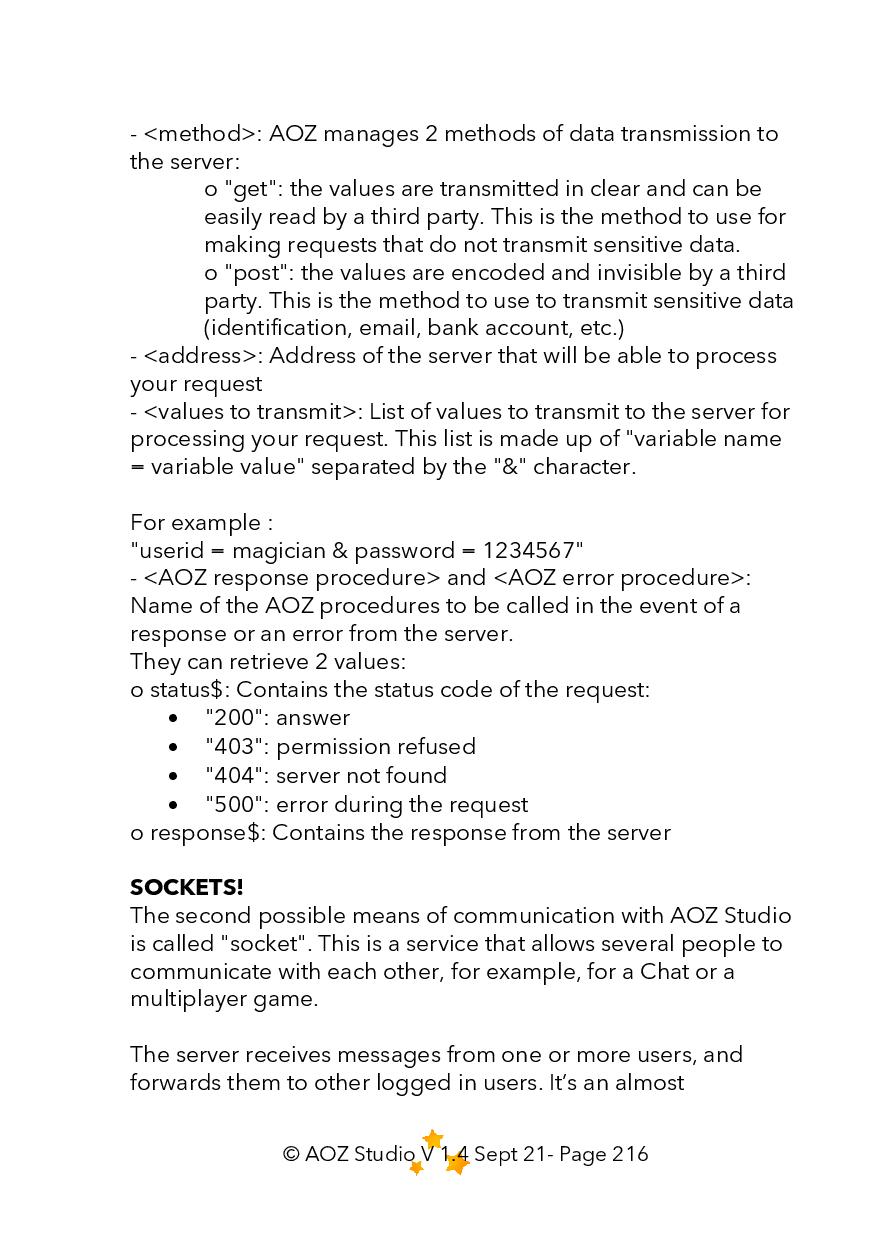 - <method>: AOZ manages 2 methods of data transmission to
the server:
o "get": the values are transmitted in clear and can be
easily read by a third party. This is the method to use for
making requests that do not transmit sensitive data.
o "post": the values are encoded and invisible by a third
party. This is the method to use to transmit sensitive data
(identification, email, bank account, etc.)
- <address>: Address of the server that will be able to process
your request
- <values to transmit>: List of values to transmit to the server for
processing your request. This list is made up of "variable name
= variable value" separated by the "&" character.
For example :
"userid = magician & password = 1234567"
- <AOZ response procedure> and <AOZ error procedure>:
Name of the AOZ procedures to be called in the event of a
response or an error from the server.
They can retrieve 2 values:
o status$: Contains the status code of the request:
• "200": answer
• "403": permission refused
• "404": server not found
• "500": error during the request
o response$: Contains the response from the server
SOCKETS!
The second possible means of communication with AOZ Studio
is called "socket". This is a service that allows several people to
communicate with each other, for example, for a Chat or a
multiplayer game.
The server receives messages from one or more users, and
forwards them to other logged in users. It’s an almost
© AOZ Studio V 1.4 Sept 21- Page 216